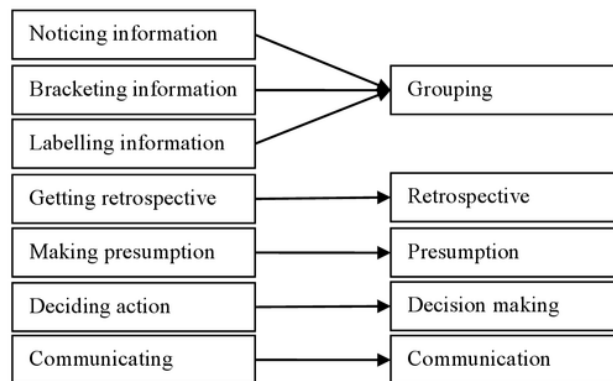 Noticing information
Bracketing information
Grouping
Labelling information
Getting retrospective
Retrospective
Making presumption
Presumption
Deciding action
Decision making
Communicating
Communication